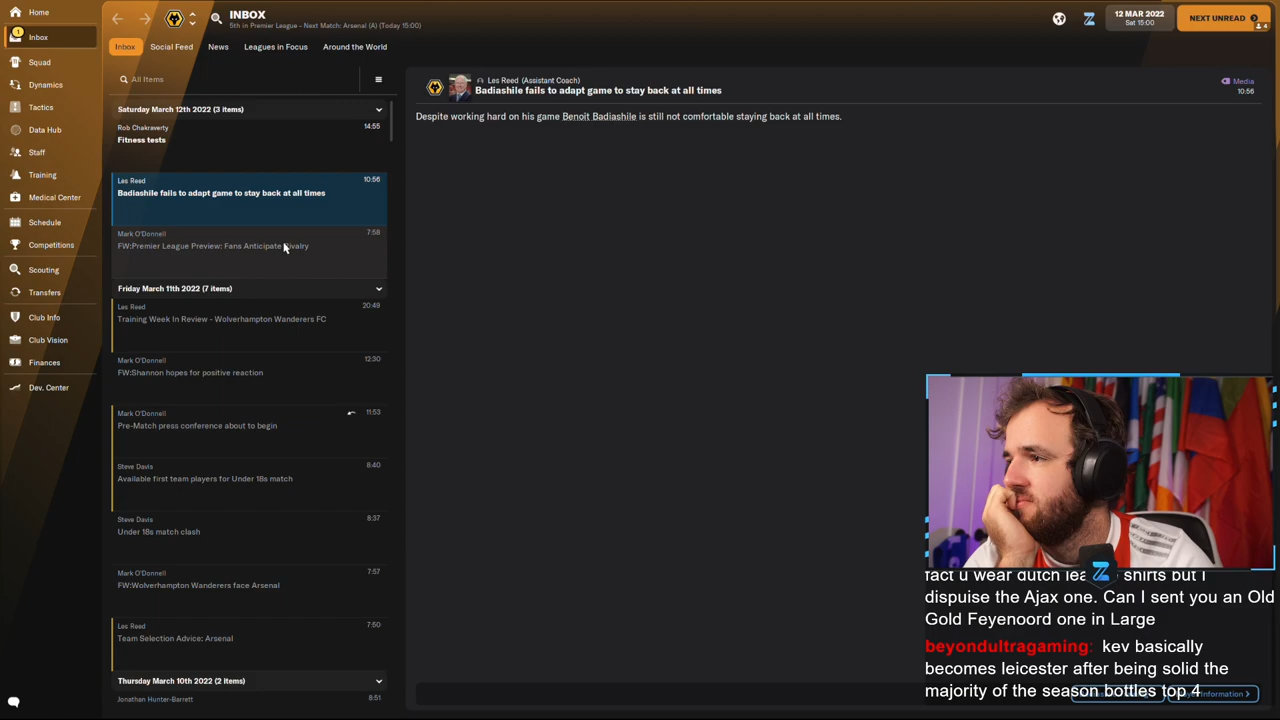 Home
INBOX
5th in Premier League - Next Match: Arsenal (A) (Today 15:00)
12 MAR 2022
Sat 15:00
NEXT UNREAD
4
1
Inbox
Squad
Dynamics
Tactics
Data Hub
Staff
Training
Medical Center
Schedule
Competitions
Scouting
Transfers
Club Info
Club Vision
Finances
Dev. Center
Inbox
Social Feed
News
Leagues in Focus
Around the World
All Items
Saturday March 12th 2022 (3 items)
Rob Chakraverty
14:55
Fitness tests
Les Reed
10:56
Badiashile fails to adapt game to stay back at all times
Mark O'Donnell
7:58
FW:Premier League Preview: Fans Anticipate Rivalry
Friday March 11th 2022 (7 items)
Les Reed
20:49
Training Week In Review - Wolverhampton Wanderers FC
Mark O'Donnell
12:30
FW:Shannon hopes for positive reaction
Mark O'Donnell
11:53
Pre-Match press conference about to begin
Steve Davis
8:40
Available first team players for Under 18s match
Steve Davis
8:37
Under 18s match clash
Mark O'Donnell
7:57
FW:Wolverhampton Wanderers face Arsenal
Les Reed
7:50
Team Selection Advice: Arsenal
Thursday March 10th 2022 (2 items)
Jonathan Hunter-Barrett
8:51
Les Reed (Assistant Coach)
Badiashile fails to adapt game to stay back at all times
Media
10:56
Despite working hard on his game Benoît Badiashile is still not comfortable staying back at all times.
fact u wear dutch shirts but I
dispuise the Ajax one. Can I sent you an Old
Gold Feyenoord one in Large
beyondultragaming: kev basically
becomes leicester after being solid the
majority of the season bottles top 4
Information